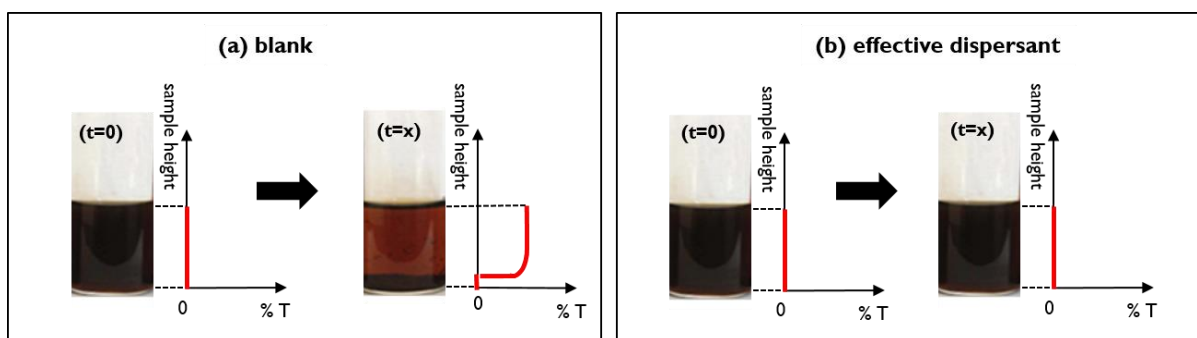 (a) blank
(t=0)
sample height
0
% T
(t=x)
sample height
0
% T
(b) effective dispersant
(t=0)
sample height
0
% T
(t=x)
sample height
0
% T